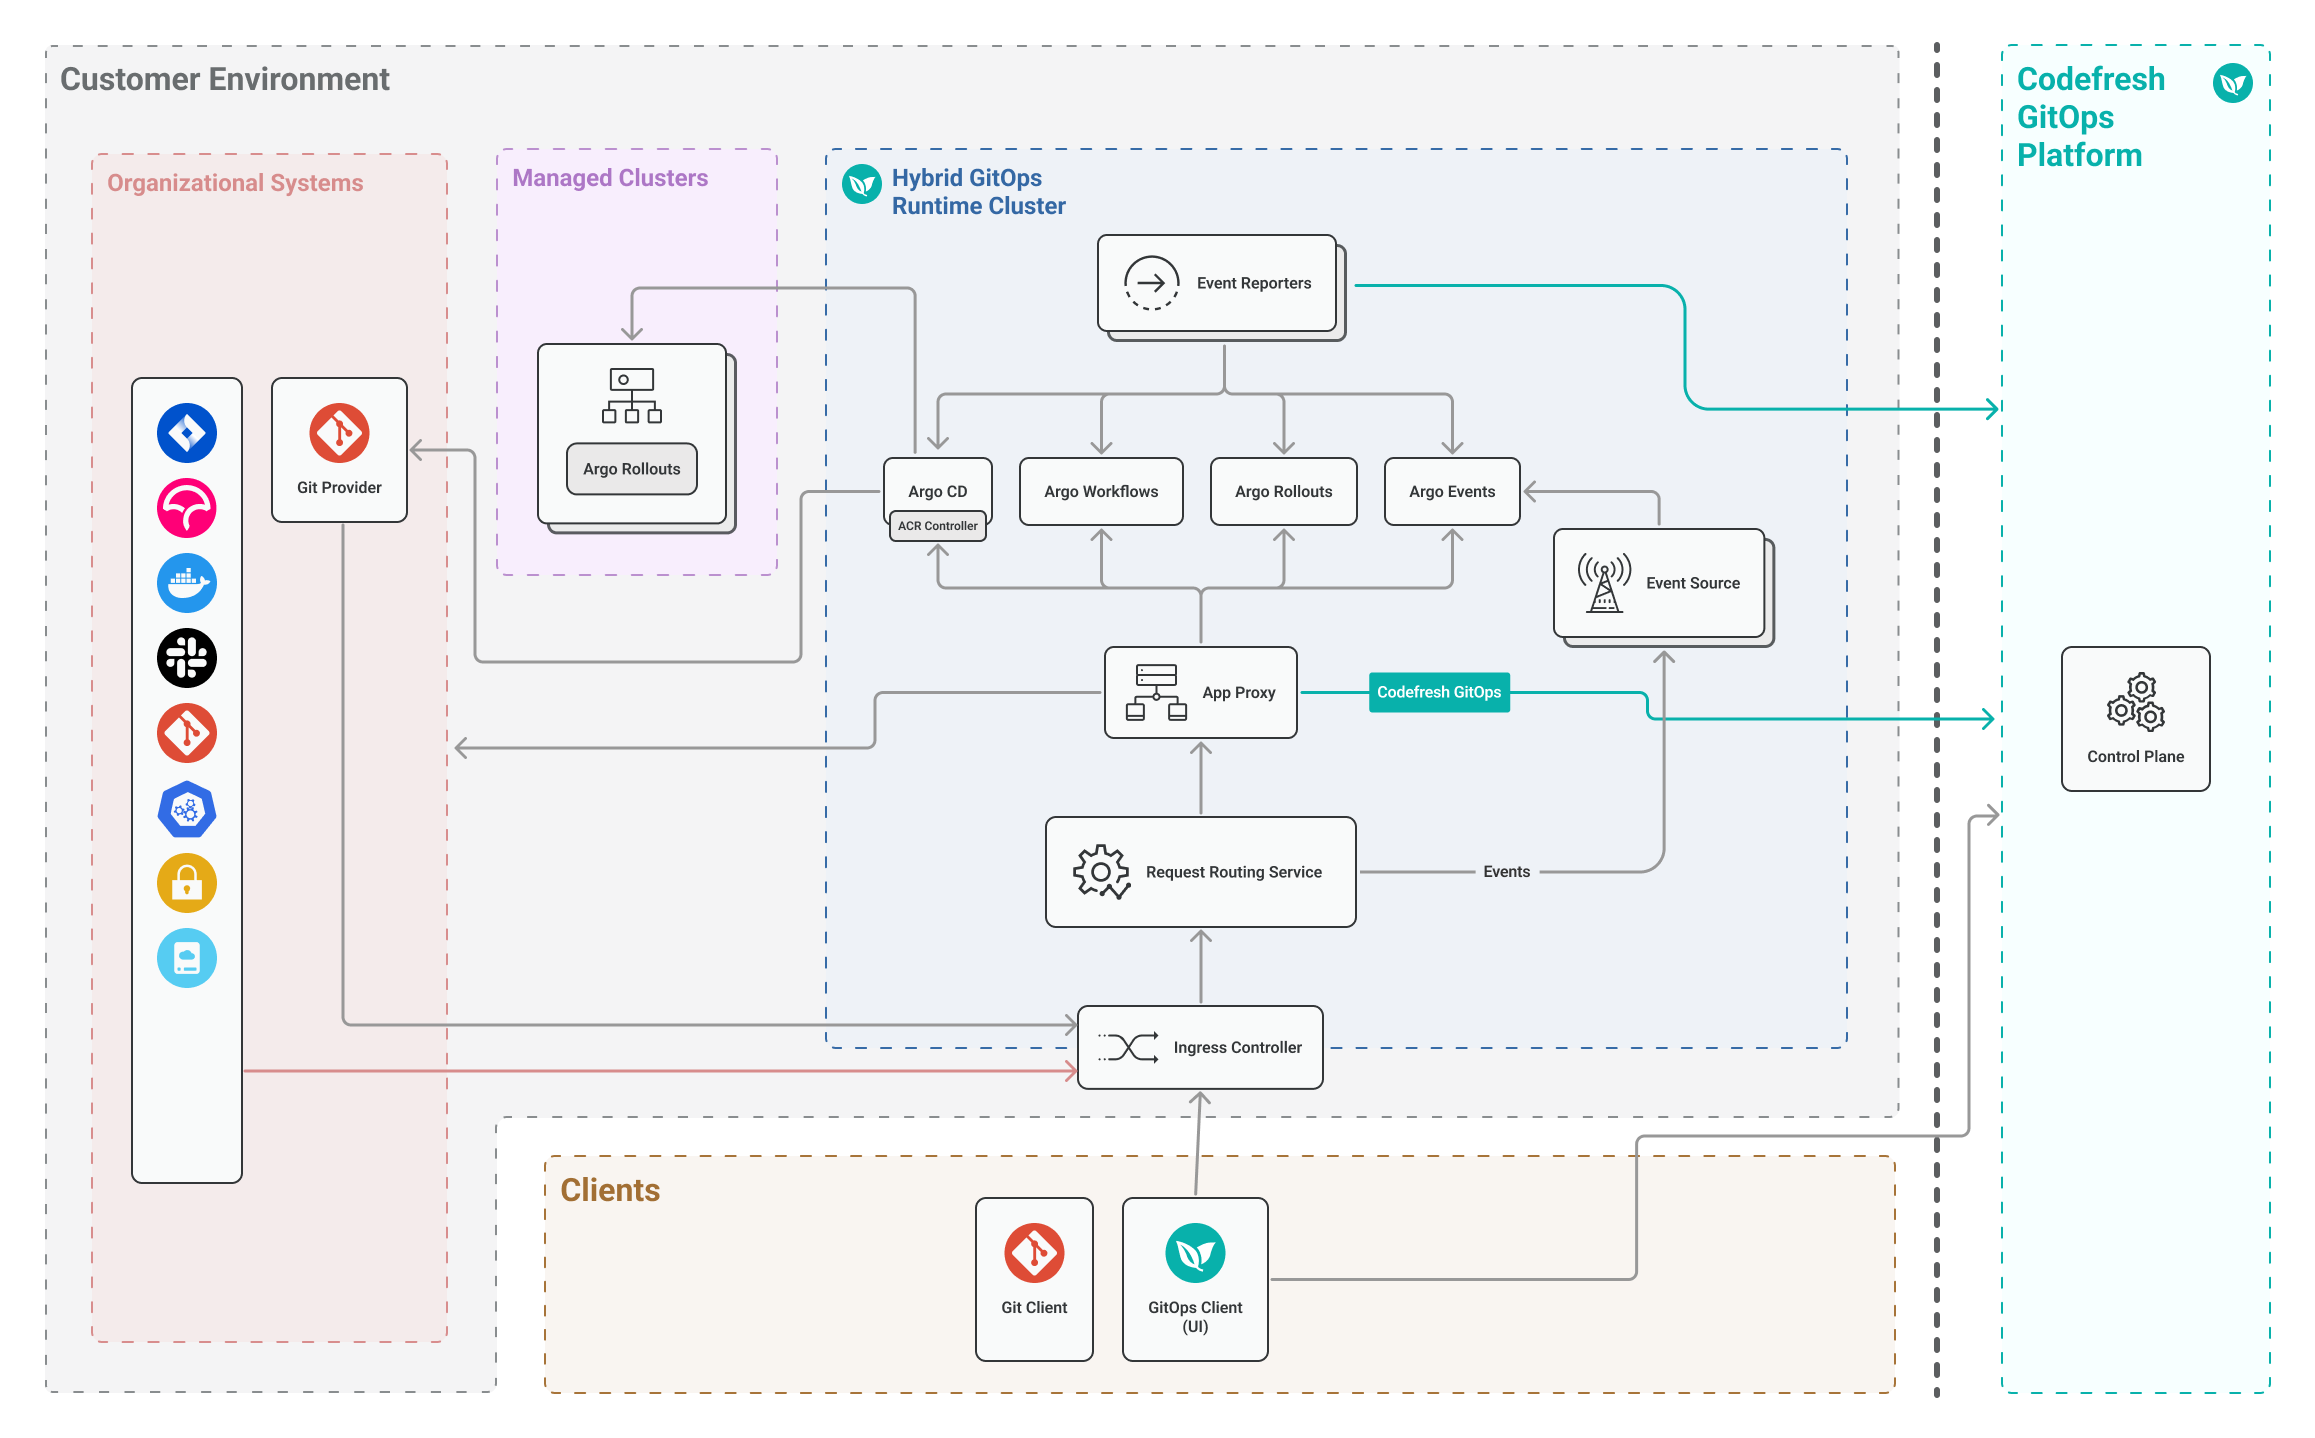 Customer Environment
Codefresh
GitOps
Platform
Organizational Systems
Managed Clusters
Hybrid GitOps
Runtime Cluster
Event Reporters
Git Provider
Argo Rollouts
Argo CD
ACR Controller
Argo Workflows
Argo Rollouts
Argo Events
Event Source
App Proxy
Codefresh GitOps
Control Plane
Request Routing Service
Events
Ingress Controller
Clients
Git Client
GitOps Client
(UI)